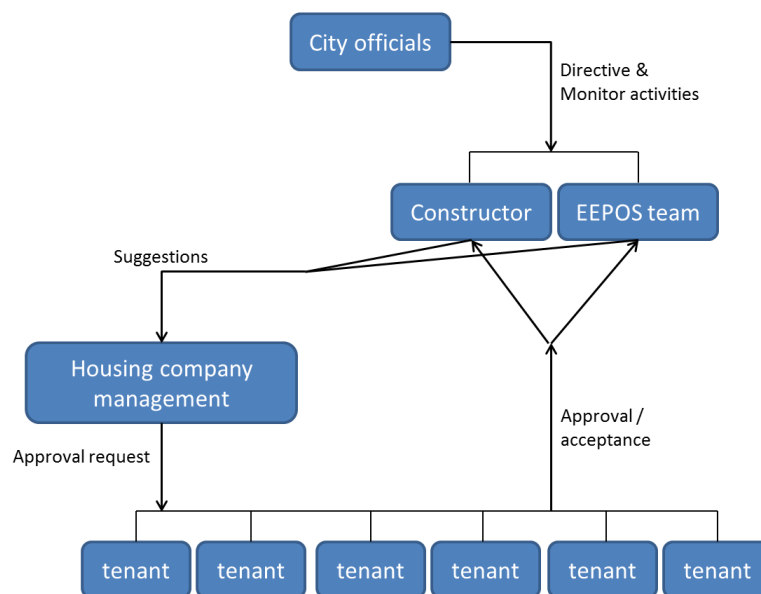 City officials
Directive &
Monitor activities
Constructor
EEPOS team
Suggestions
Housing company
management
Approval /
acceptance
Approval request
tenant
tenant
tenant
tenant
tenant
tenant